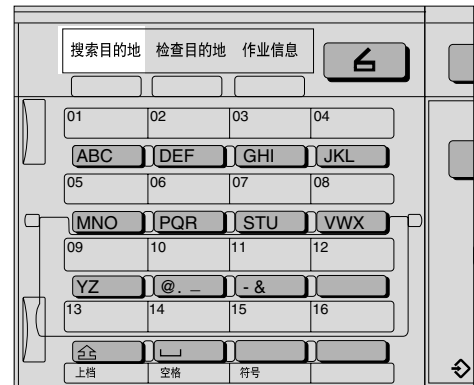 搜索目的地 检查目的地 作业信息
01 02 03 04
ABC DEF GHI JKL
05 06 07 08
MNO PQR STU VWX
09 10 11 12
YZ @. _ - &
13 14 15 16
上档 空格 符号